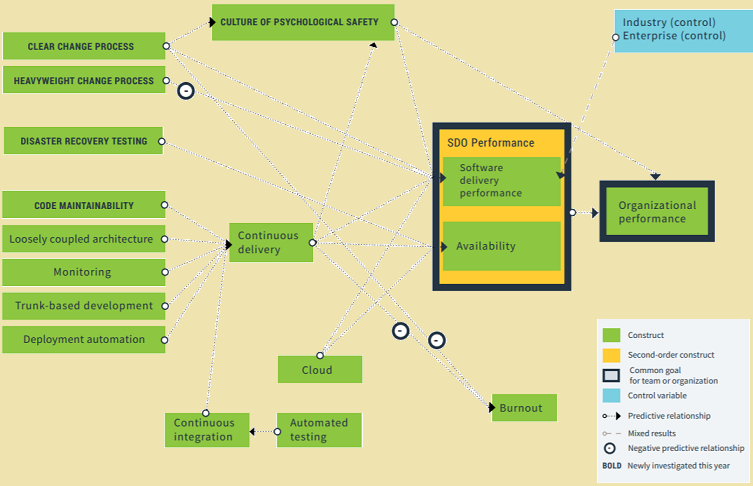 CULTURE OF PSYCHOLOGICAL SAFETY
Industry (control)
Enterprise (control)
CLEAR CHANGE PROCESS
HEAVYWEIGHT CHANGE PROCESS
-
DISASTER RECOVERY TESTING
SDO Performance
Software
delivery
performance
CODE MAINTAINABILITY
Organizational
performance
Loosely coupled architecture
Continuous
delivery
Availability
Monitoring
Trunk-based development
Deployment automation
-
-
Cloud
Burnout
Continuous
integration
Automated
testing
Construct
Second-order construct
Common goal
for team or organization
Control variable
Predictive relationship
Mixed results
- Negative predictive relationship
BOLD Newly investigated this year